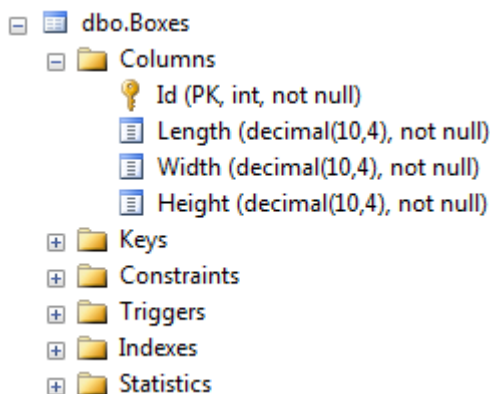 dbo.Boxes
Columns
Id (PK, int, not null)
Length (decimal(10,4), not null)
Width (decimal(10,4), not null)
Height (decimal(10,4), not null)
Keys
Constraints
Triggers
Indexes
Statistics